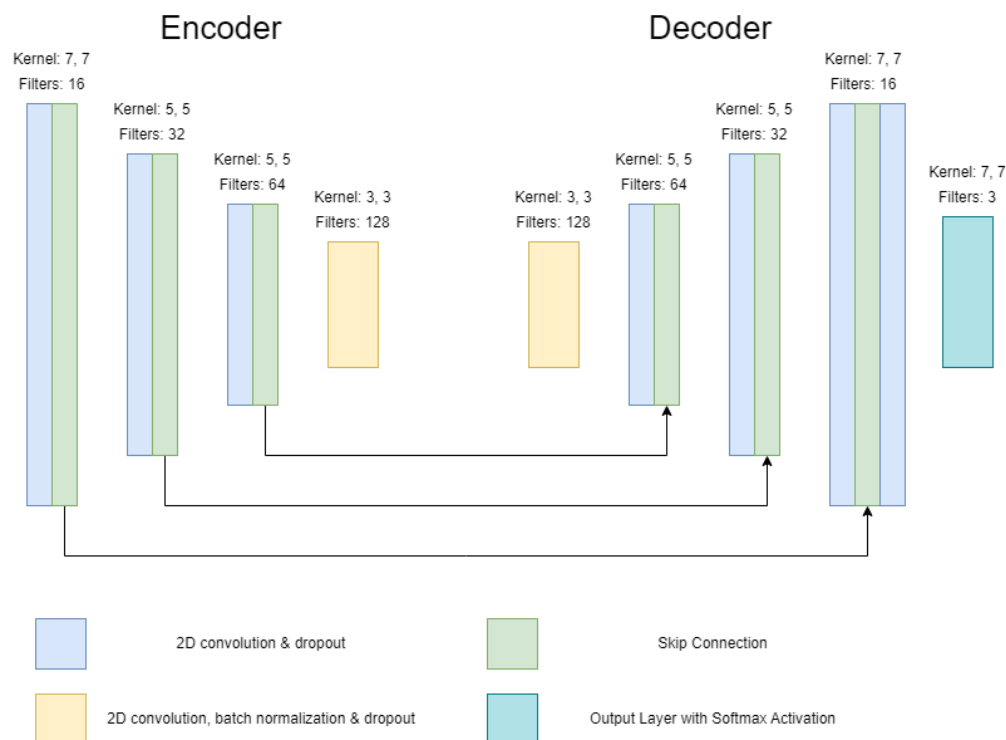 Encoder
Decoder
Kernel: 7, 7
Filters: 16
Kernel: 5, 5
Filters: 32
Kernel: 5, 5
Filters: 64
Kernel: 3, 3
Filters: 128
Kernel: 3, 3
Filters: 128
Kernel: 5, 5
Filters: 64
Kernel: 5, 5
Filters: 32
Kernel: 7, 7
Filters: 16
Kernel: 7, 7
Filters: 3
2D convolution & dropout
Skip Connection
2D convolution, batch normalization & dropout
Output Layer with Softmax Activation